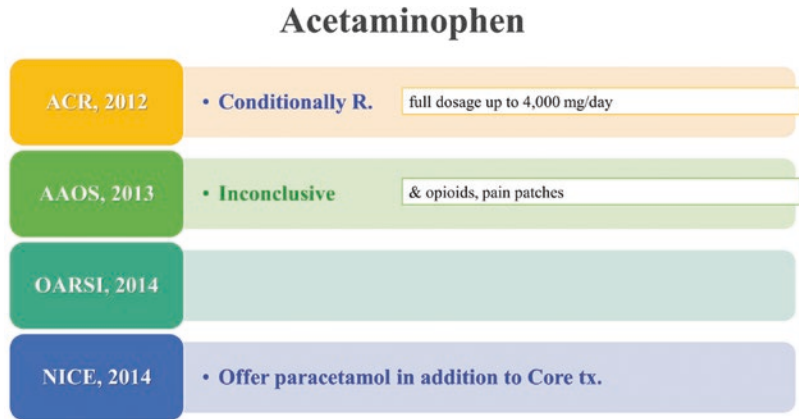 Acetaminophen
ACR, 2012
• Conditionally R.
full dosage up to 4,000 mg/day
AAOS, 2013
• Inconclusive
& opioids, pain patches
OARSI, 2014
NICE, 2014
• Offer paracetamol in addition to Core tx.